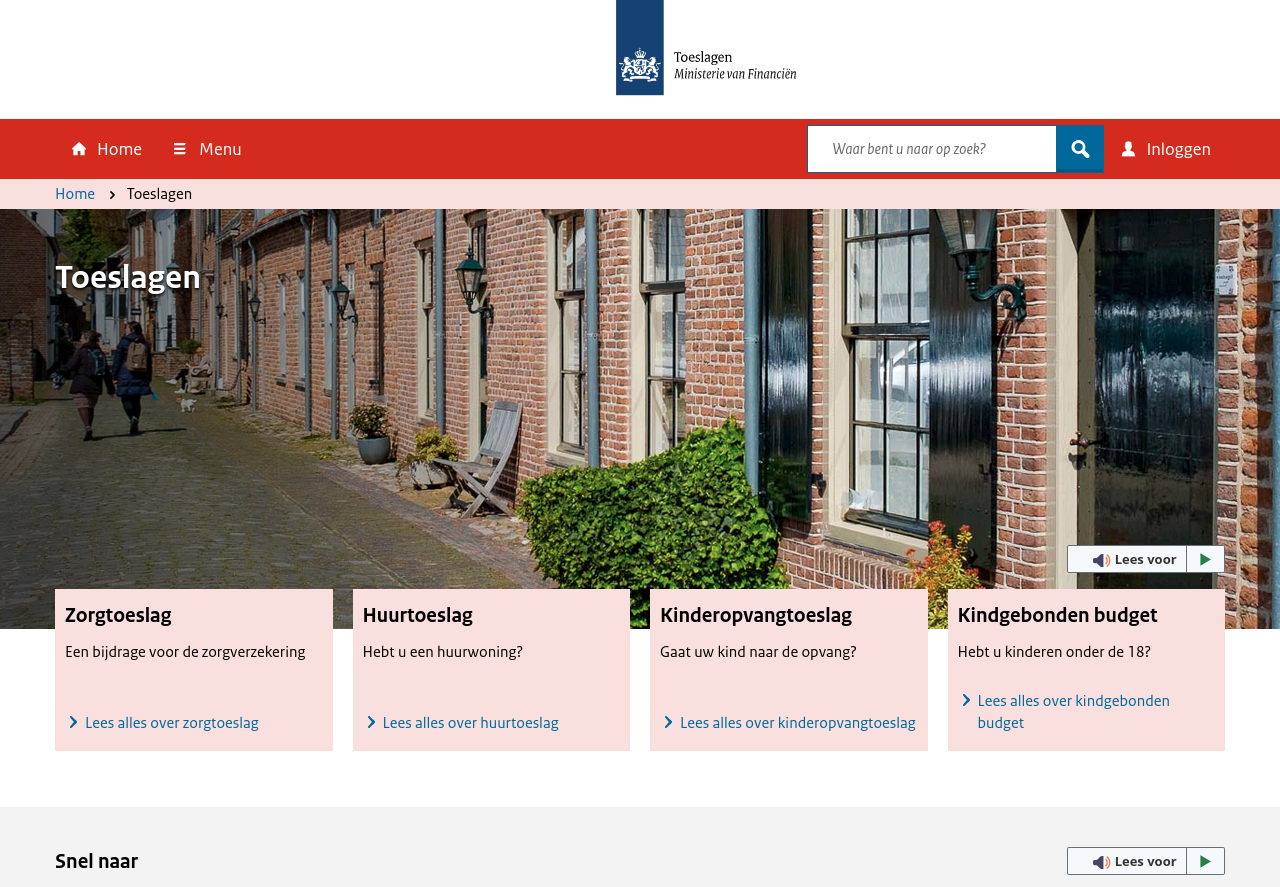 Toeslagen
Ministerie van Financiën
Home
Menu
Waar bent u naar op zoek?
Inloggen
Home
Toeslagen
Toeslagen
Lees voor
Zorgtoeslag
Een bijdrage voor de zorgverzekering
Lees alles over zorgtoeslag
Huurtoeslag
Hebt u een huurwoning?
Lees alles over huurtoeslag
Kinderopvangtoeslag
Gaat uw kind naar de opvang?
Lees alles over kinderopvangtoeslag
Kindgebonden budget
Hebt u kinderen onder de 18?
Lees alles over kindgebonden
budget
Snel naar
Lees voor